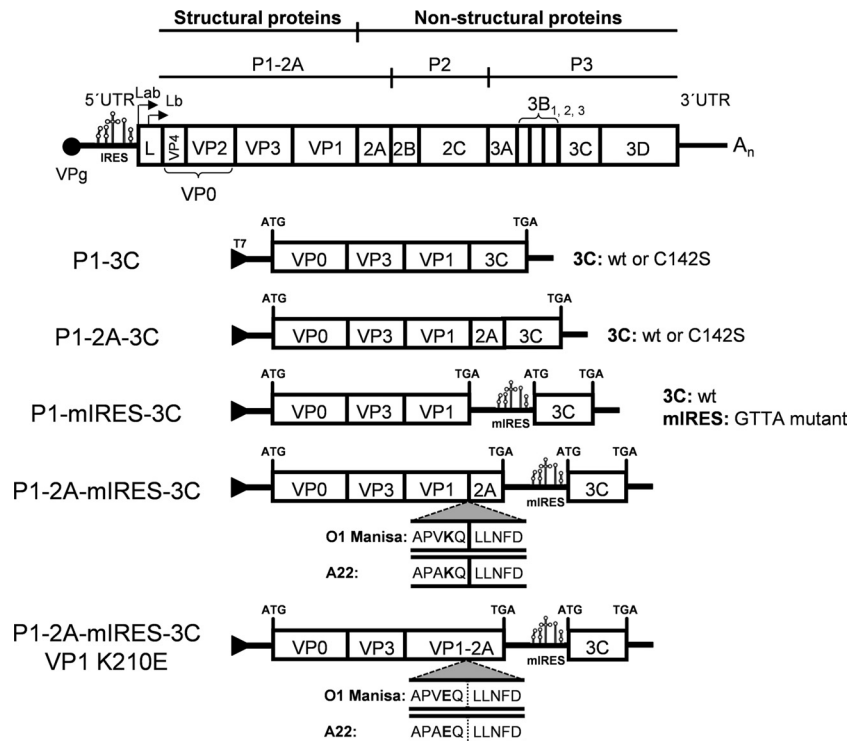 Structural proteins Non-structural proteins
P1-2A P2 P3
5´UTR Lab Lb 3B1, 2, 3 3´UTR
VPg IRES L VP4 VP2 VP3 VP1 2A 2B 2C 3A 3C 3D An
VP0
ATG TGA
P1-3C T7 VP0 VP3 VP1 3C 3C: wt or C142S
ATG TGA
P1-2A-3C VP0 VP3 VP1 2A 3C 3C: wt or C142S
ATG TGA ATG TGA
P1-mIRES-3C VP0 VP3 VP1 mIRES 3C 3C: wt
mIRES: GTTA mutant
ATG TGA ATG TGA
P1-2A-mIRES-3C VP0 VP3 VP1 2A mIRES 3C
O1 Manisa: APVKQ LLNFD
A22: APAKQ LLNFD
ATG TGA ATG TGA
P1-2A-mIRES-3C VP0 VP3 VP1-2A mIRES 3C
VP1 K210E
O1 Manisa: APVEQ LLNFD
A22: APAEQ LLNFD